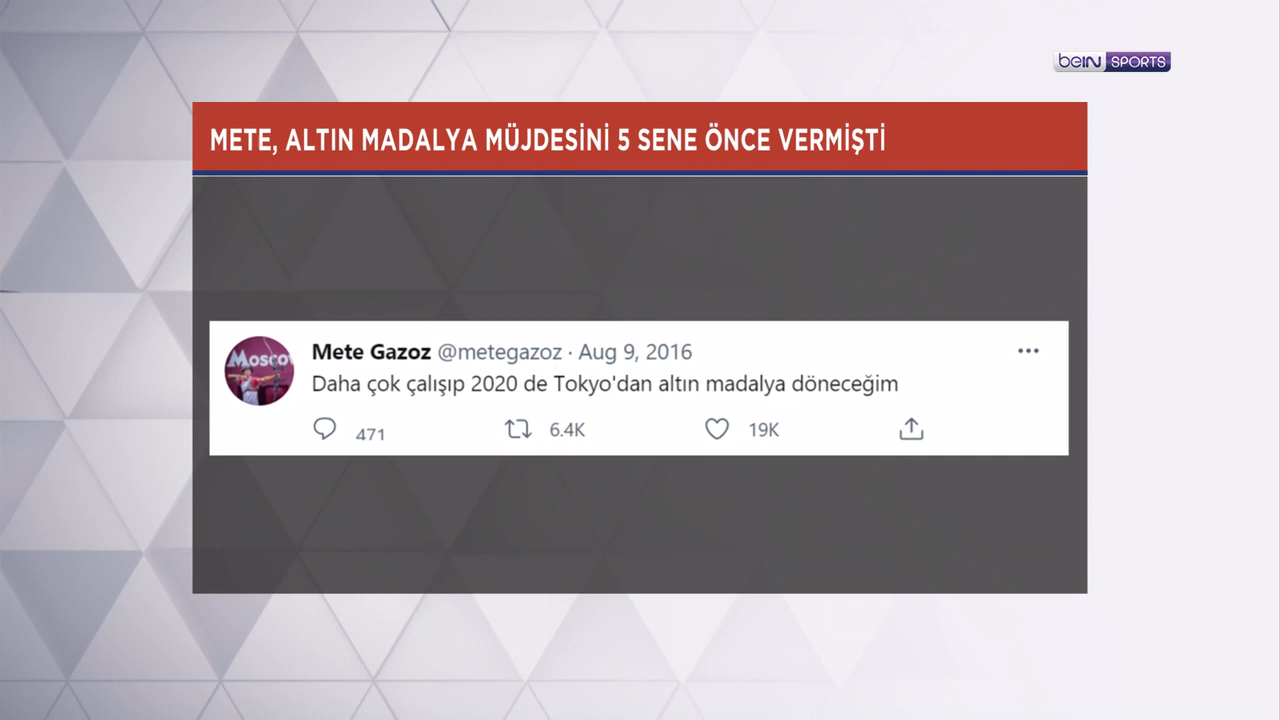 beIN SPORTS
METE, ALTIN MADALYA MÜJDESİNİ 5 SENE ÖNCE VERMİŞTİ
Mete Gazoz @metegazoz · Aug 9, 2016
Daha çok çalışıp 2020 de Tokyo'dan altın madalya döneceğim
471 6.4K 19K